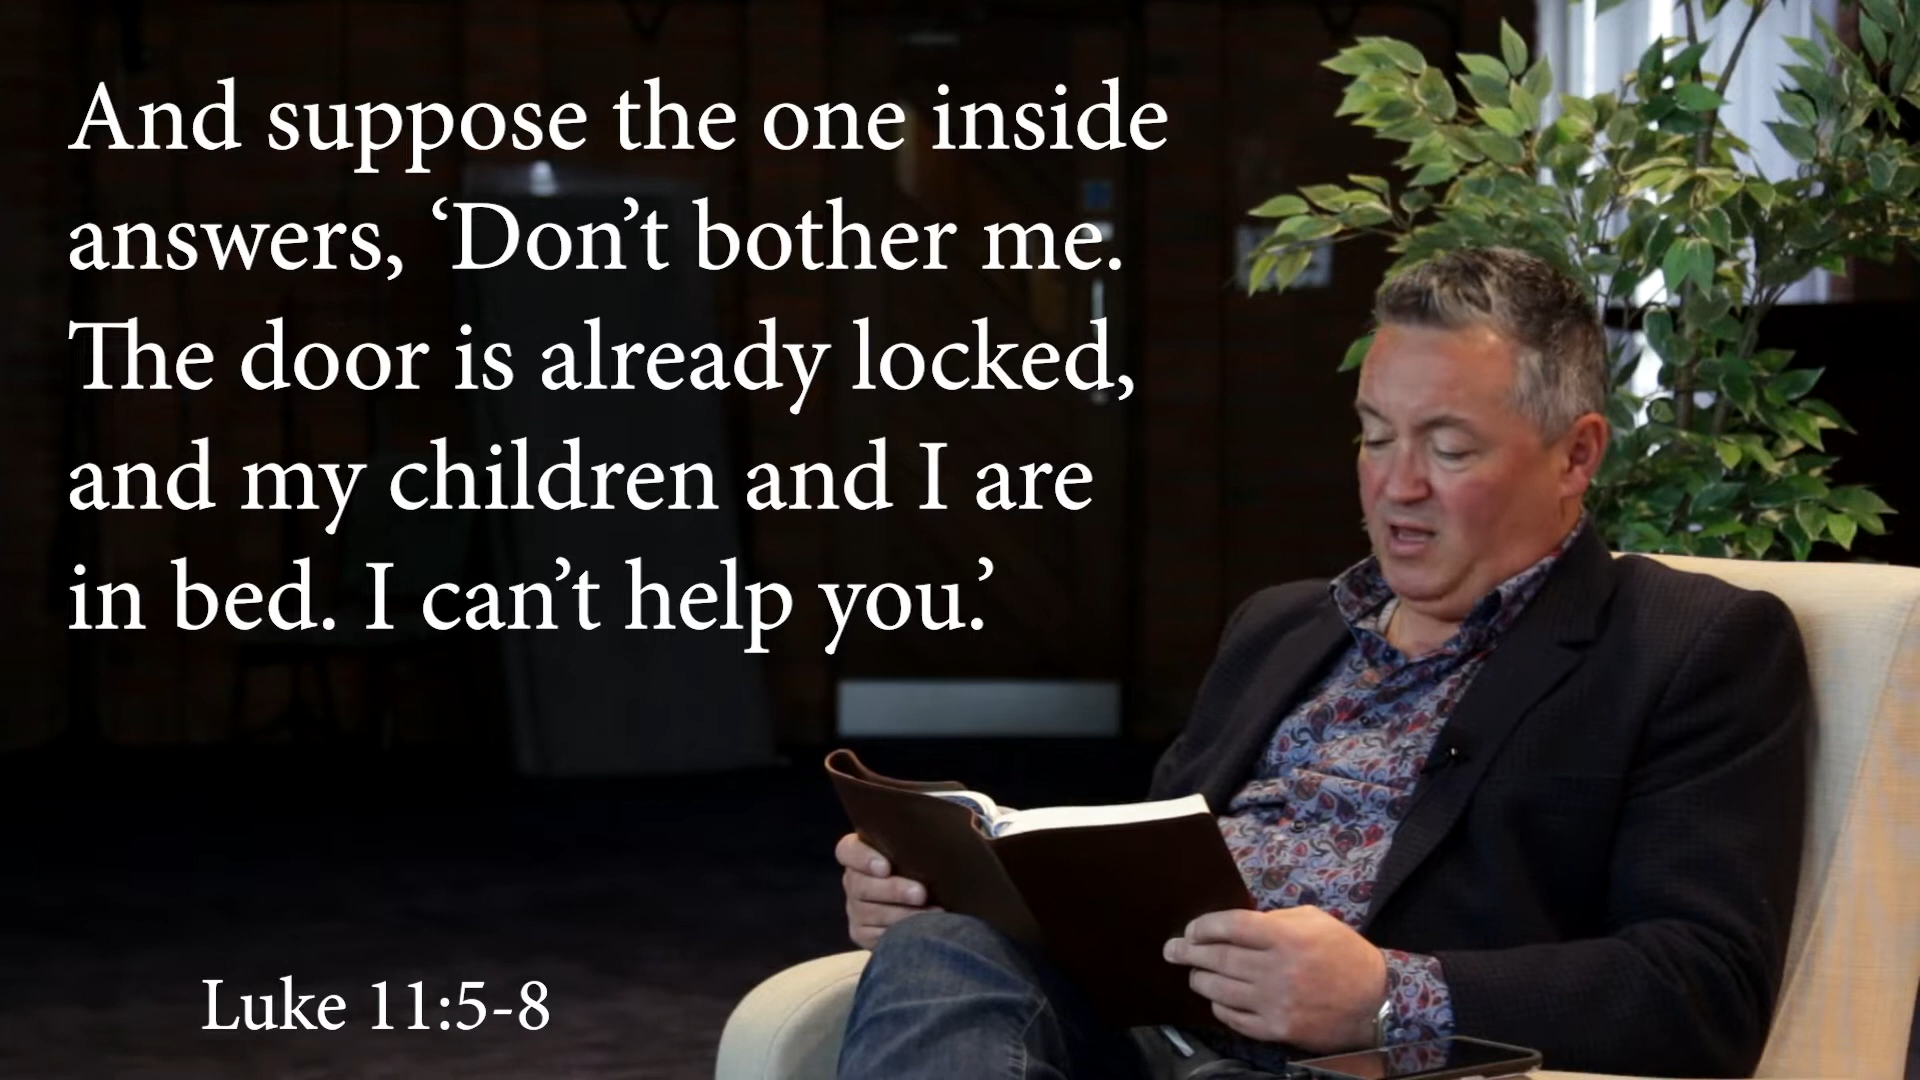 And suppose the one inside
answers, ‘Don’t bother me.
The door is already locked,
and my children and I are
in bed. I can’t help you.’
Luke 11:5-8